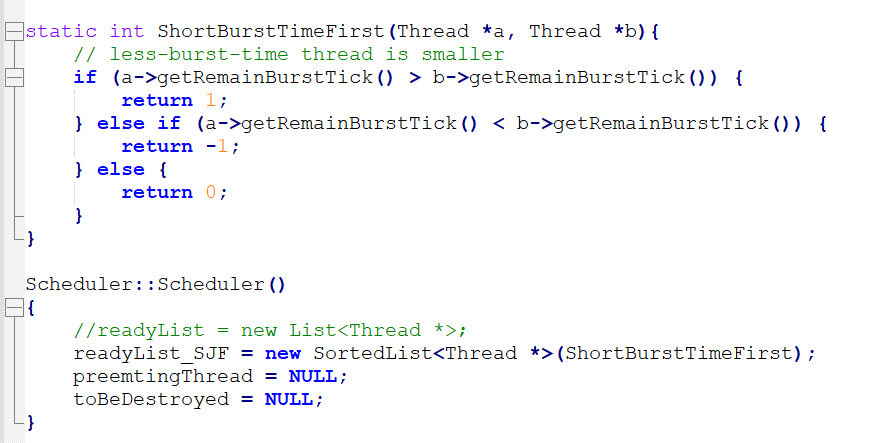 static int ShortBurstTimeFirst(Thread *a, Thread *b){
// less-burst-time thread is smaller
if (a->getRemainBurstTick() > b->getRemainBurstTick()) {
return 1;
} else if (a->getRemainBurstTick() < b->getRemainBurstTick()) {
return -1;
} else {
return 0;
}
}
Scheduler::Scheduler()
{
//readyList = new List<Thread *>;
readyList_SJF = new SortedList<Thread *>(ShortBurstTimeFirst);
preemtingThread = NULL;
toBeDestroyed = NULL;
}